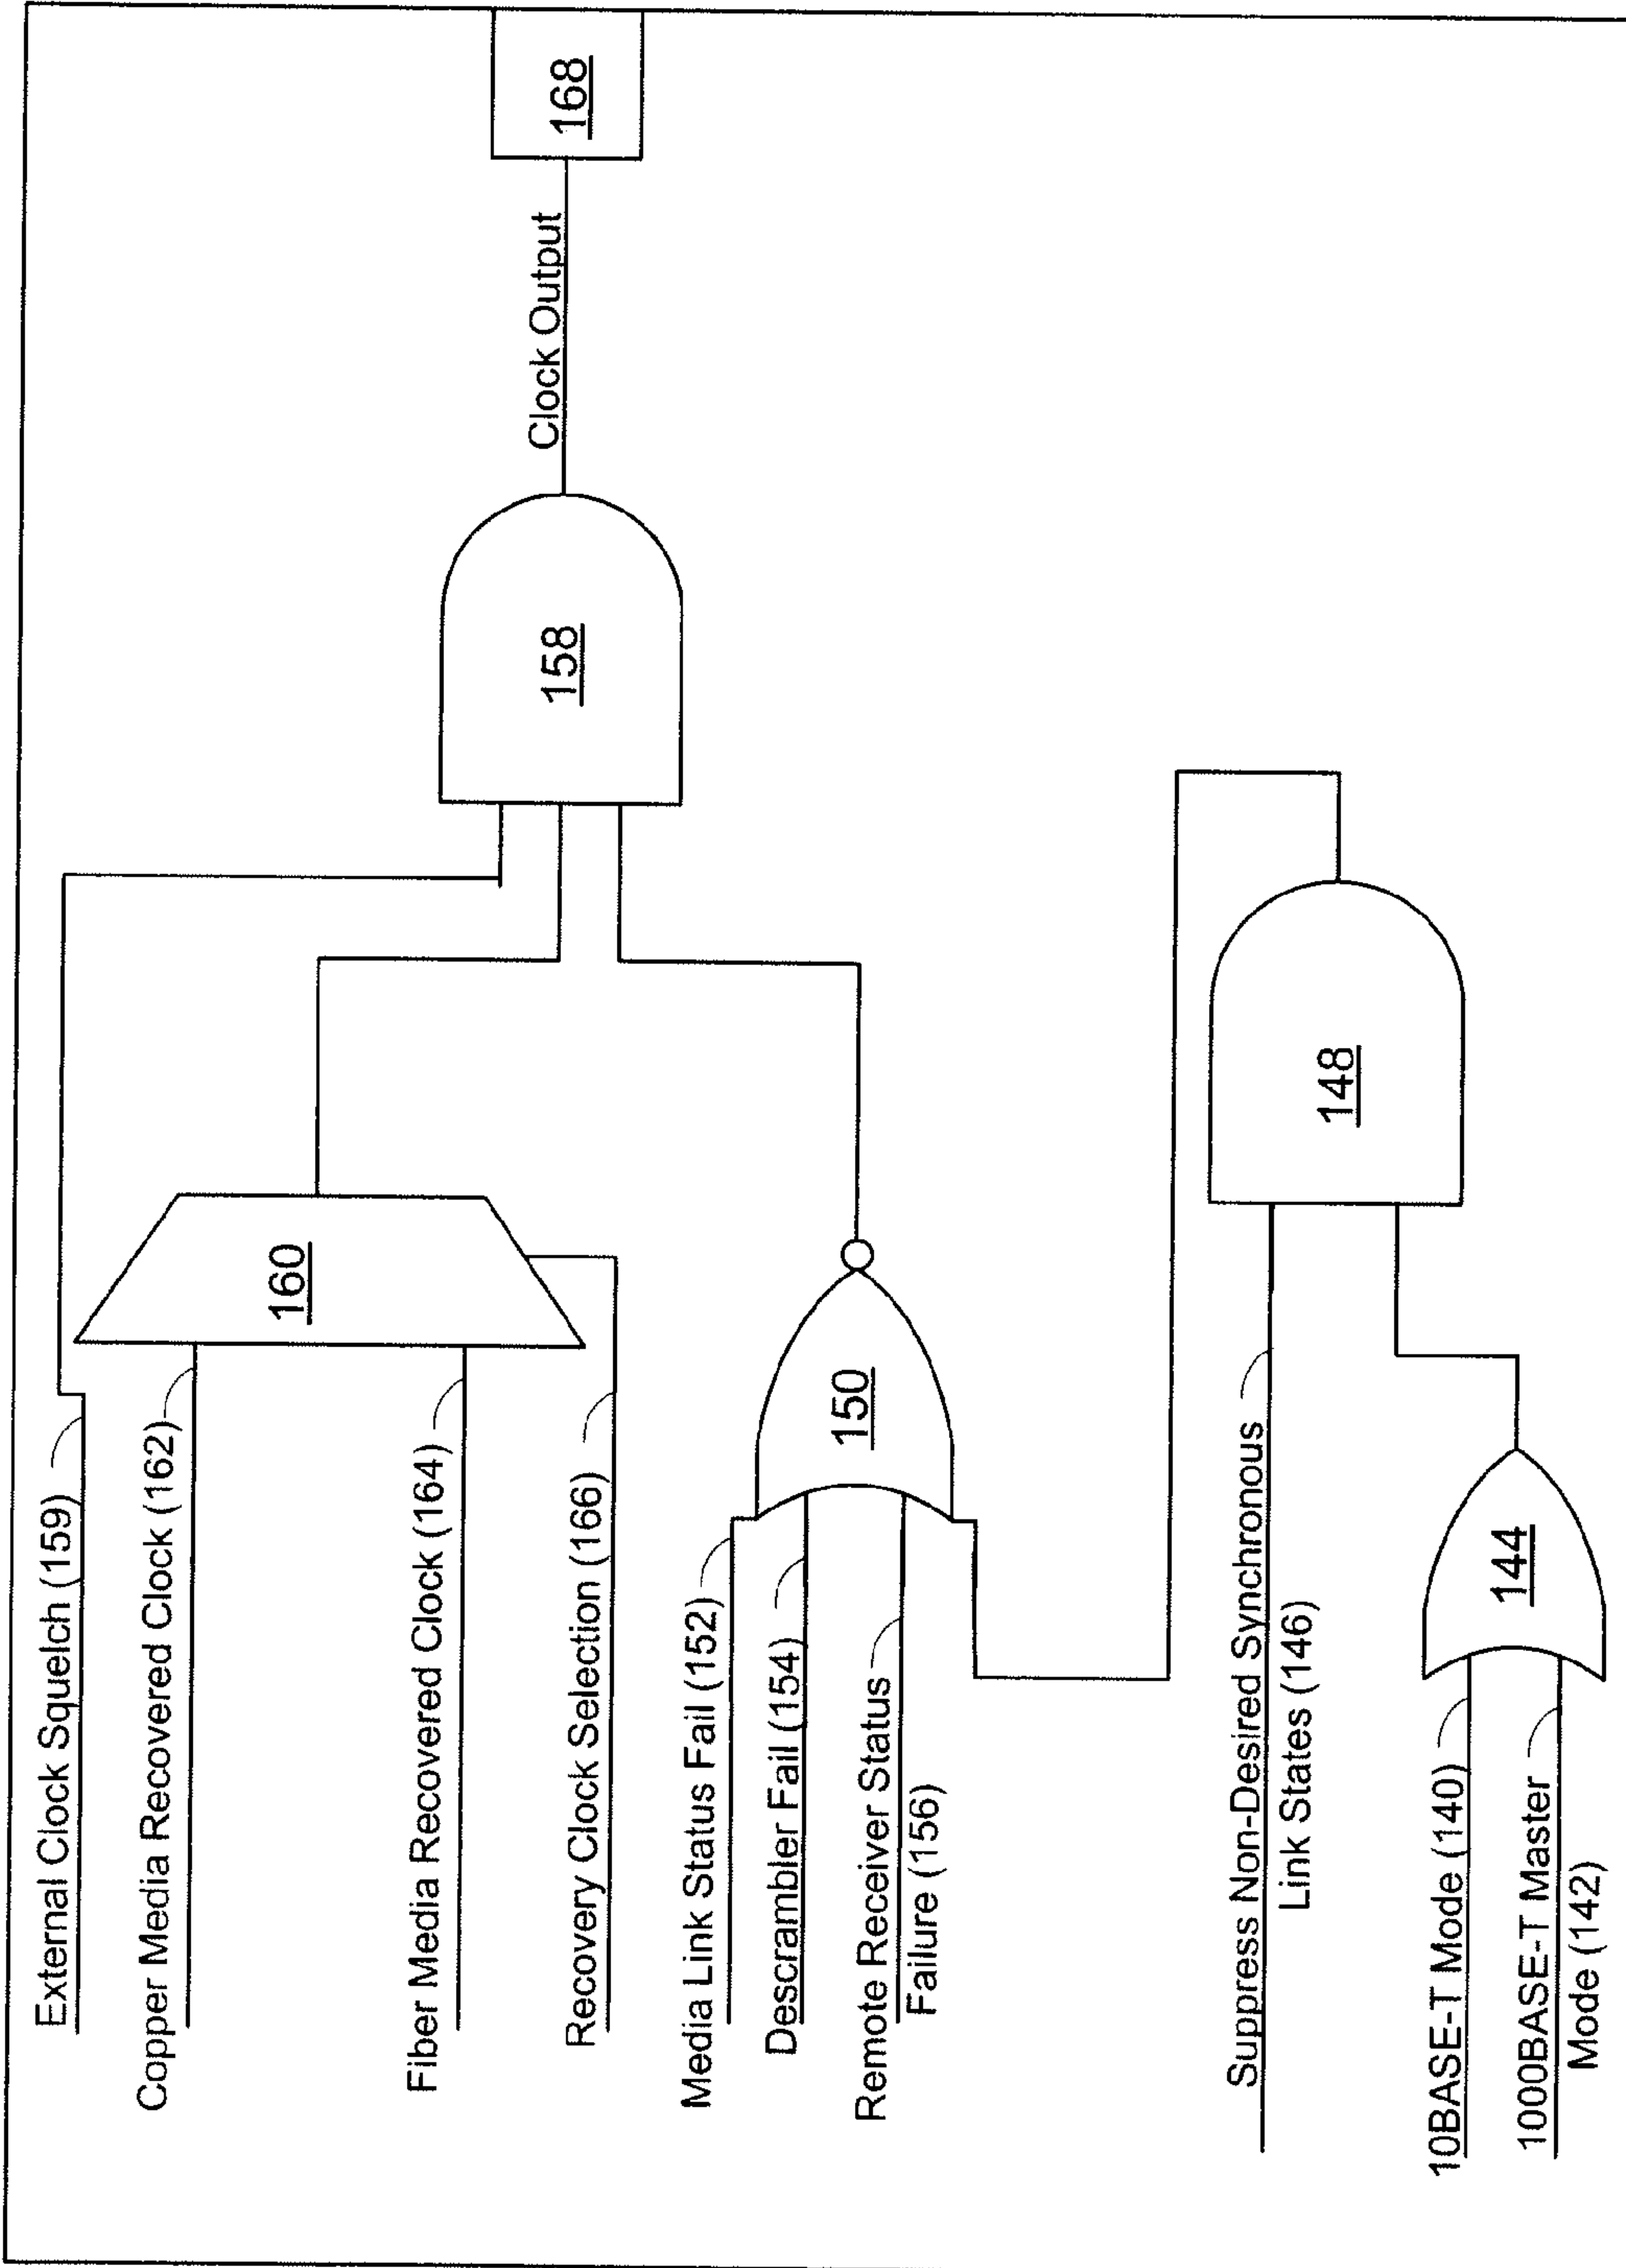 External Clock Squelch (159)
Copper Media Recovered Clock (162)
Fiber Media Recovered Clock (164)
Recovery Clock Selection (166)
160
Media Link Status Fail (152)
Descrambler Fail (154)
Remote Receiver Status
Failure (156)
150
158
Clock Output
168
Suppress Non-Desired Synchronous
Link States (146)
148
10BASE-T Mode (140)
1000BASE-T Master
Mode (142)
144